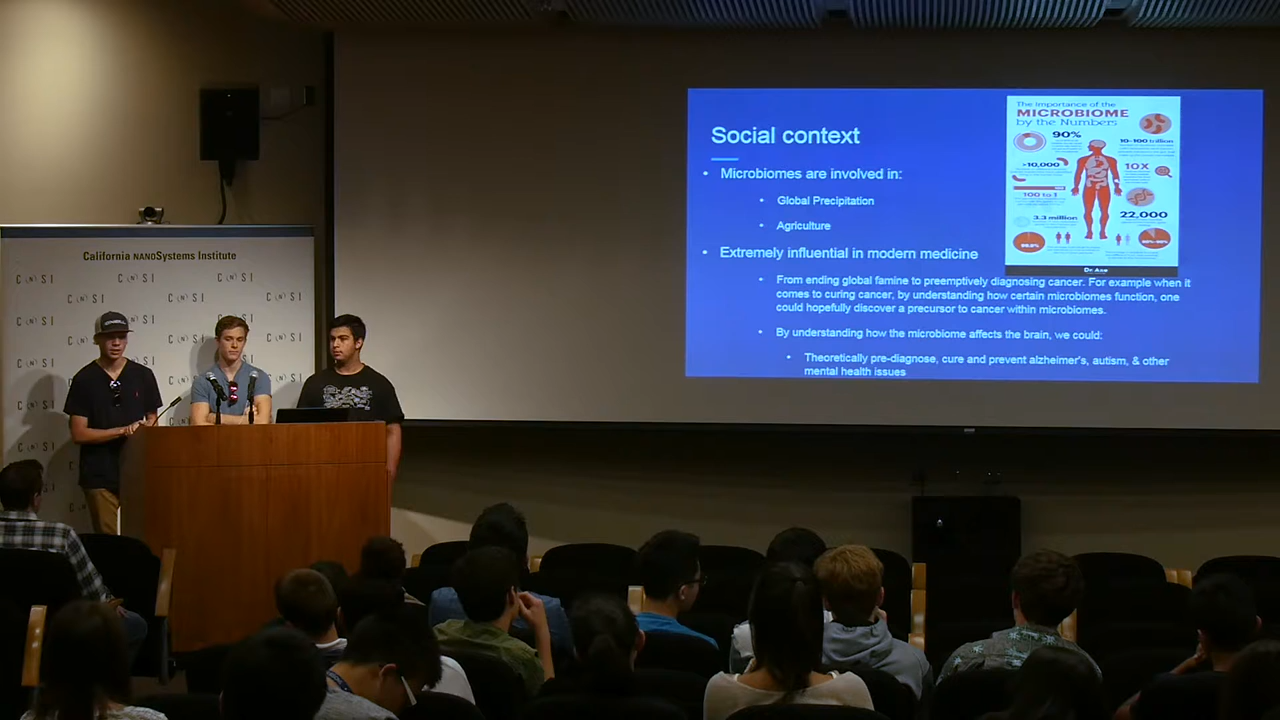 California NANOSystems Institute
Social context
• Microbiomes are involved in:
• Global Precipitation
• Agriculture
• Extremely influential in modern medicine
• From ending global famine to preemptively diagnosing cancer. For example when it
comes to curing cancer, by understanding how certain microbiomes function, one
could hopefully discover a precursor to cancer within microbiomes.
• By understanding how the microbiome affects the brain, we could:
• Theoretically pre-diagnose, cure and prevent alzheimer's, autism, & other
mental health issues
The Importance of the
MICROBIOME
by the Numbers
90%
10-100 trillion
>10,000
10X
100 to 1
3.3 million
22,000
Dr. Axe
C (N) S I
C (N) S I
C (N) S I
C (N) S I
C (N) S I
C (N) S I